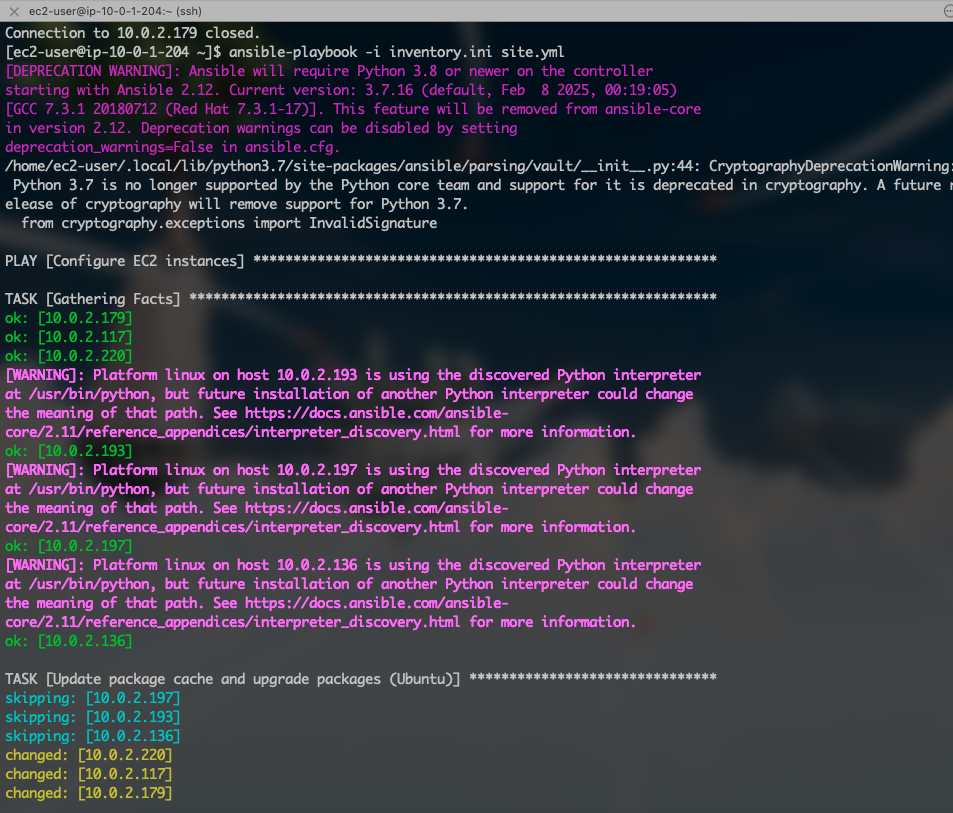 ec2-user@ip-10-0-1-204:~ (ssh)
Connection to 10.0.2.179 closed.
[ec2-user@ip-10-0-1-204 ~]$ ansible-playbook -i inventory.ini site.yml
[DEPRECATION WARNING]: Ansible will require Python 3.8 or newer on the controller
starting with Ansible 2.12. Current version: 3.7.16 (default, Feb  8 2025, 00:19:05)
[GCC 7.3.1 20180712 (Red Hat 7.3.1-17)]. This feature will be removed from ansible-core
in version 2.12. Deprecation warnings can be disabled by setting
deprecation_warnings=False in ansible.cfg.
/home/ec2-user/.local/lib/python3.7/site-packages/ansible/parsing/vault/__init__.py:44: CryptographyDeprecationWarning:
 Python 3.7 is no longer supported by the Python core team and support for it is deprecated in cryptography. A future r
elease of cryptography will remove support for Python 3.7.
  from cryptography.exceptions import InvalidSignature
PLAY [Configure EC2 instances] **********************************************************
TASK [Gathering Facts] ******************************************************************
ok: [10.0.2.179]
ok: [10.0.2.117]
ok: [10.0.2.220]
[WARNING]: Platform linux on host 10.0.2.193 is using the discovered Python interpreter
at /usr/bin/python, but future installation of another Python interpreter could change
the meaning of that path. See https://docs.ansible.com/ansible-
core/2.11/reference_appendices/interpreter_discovery.html for more information.
ok: [10.0.2.193]
[WARNING]: Platform linux on host 10.0.2.197 is using the discovered Python interpreter
at /usr/bin/python, but future installation of another Python interpreter could change
the meaning of that path. See https://docs.ansible.com/ansible-
core/2.11/reference_appendices/interpreter_discovery.html for more information.
ok: [10.0.2.197]
[WARNING]: Platform linux on host 10.0.2.136 is using the discovered Python interpreter
at /usr/bin/python, but future installation of another Python interpreter could change
the meaning of that path. See https://docs.ansible.com/ansible-
core/2.11/reference_appendices/interpreter_discovery.html for more information.
ok: [10.0.2.136]
TASK [Update package cache and upgrade packages (Ubuntu)] *******************************
skipping: [10.0.2.197]
skipping: [10.0.2.193]
skipping: [10.0.2.136]
changed: [10.0.2.220]
changed: [10.0.2.117]
changed: [10.0.2.179]